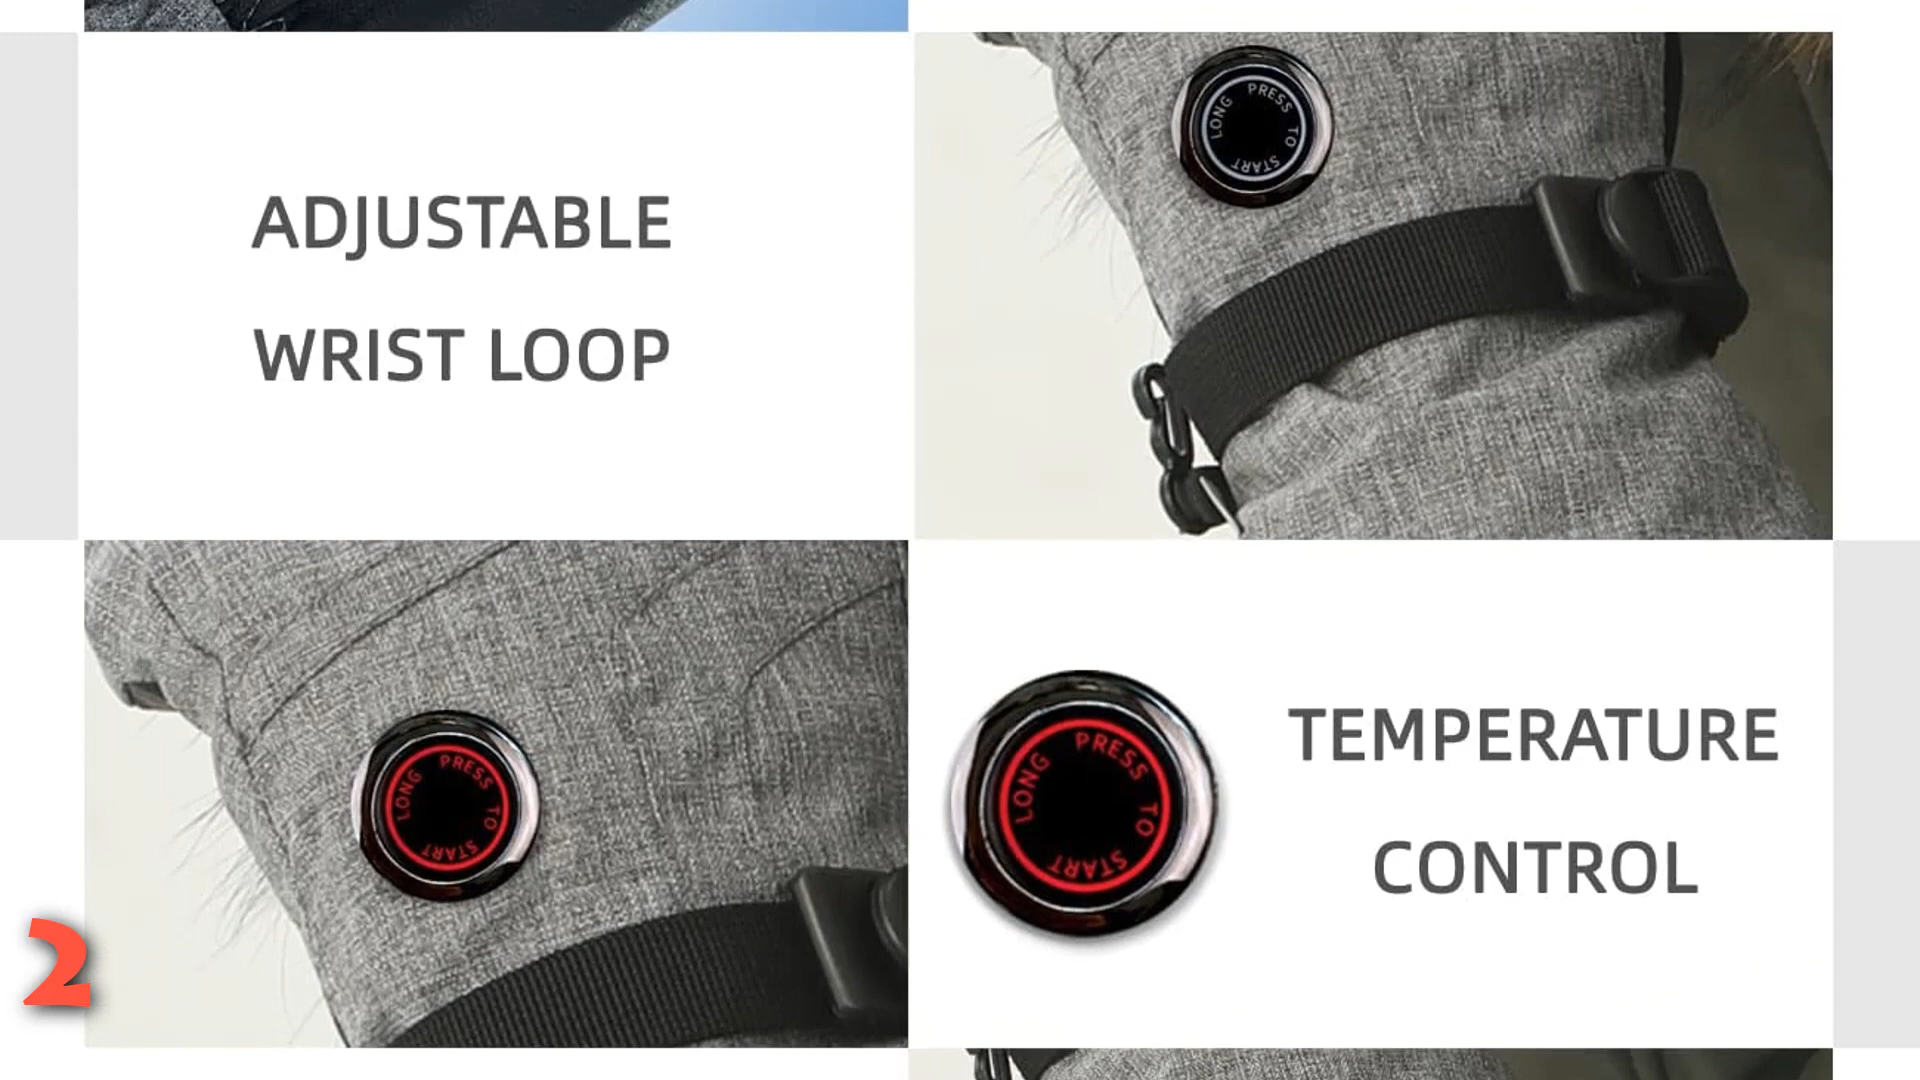 ADJUSTABLE
WRIST LOOP
LONG PRESS TO START
LONG PRESS TO START
LONG PRESS TO START
TEMPERATURE
CONTROL
2